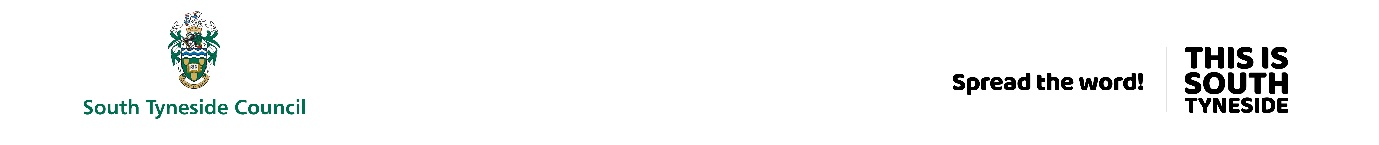 South Tyneside Council
Spread the word!
THIS IS
SOUTH
TYNESIDE